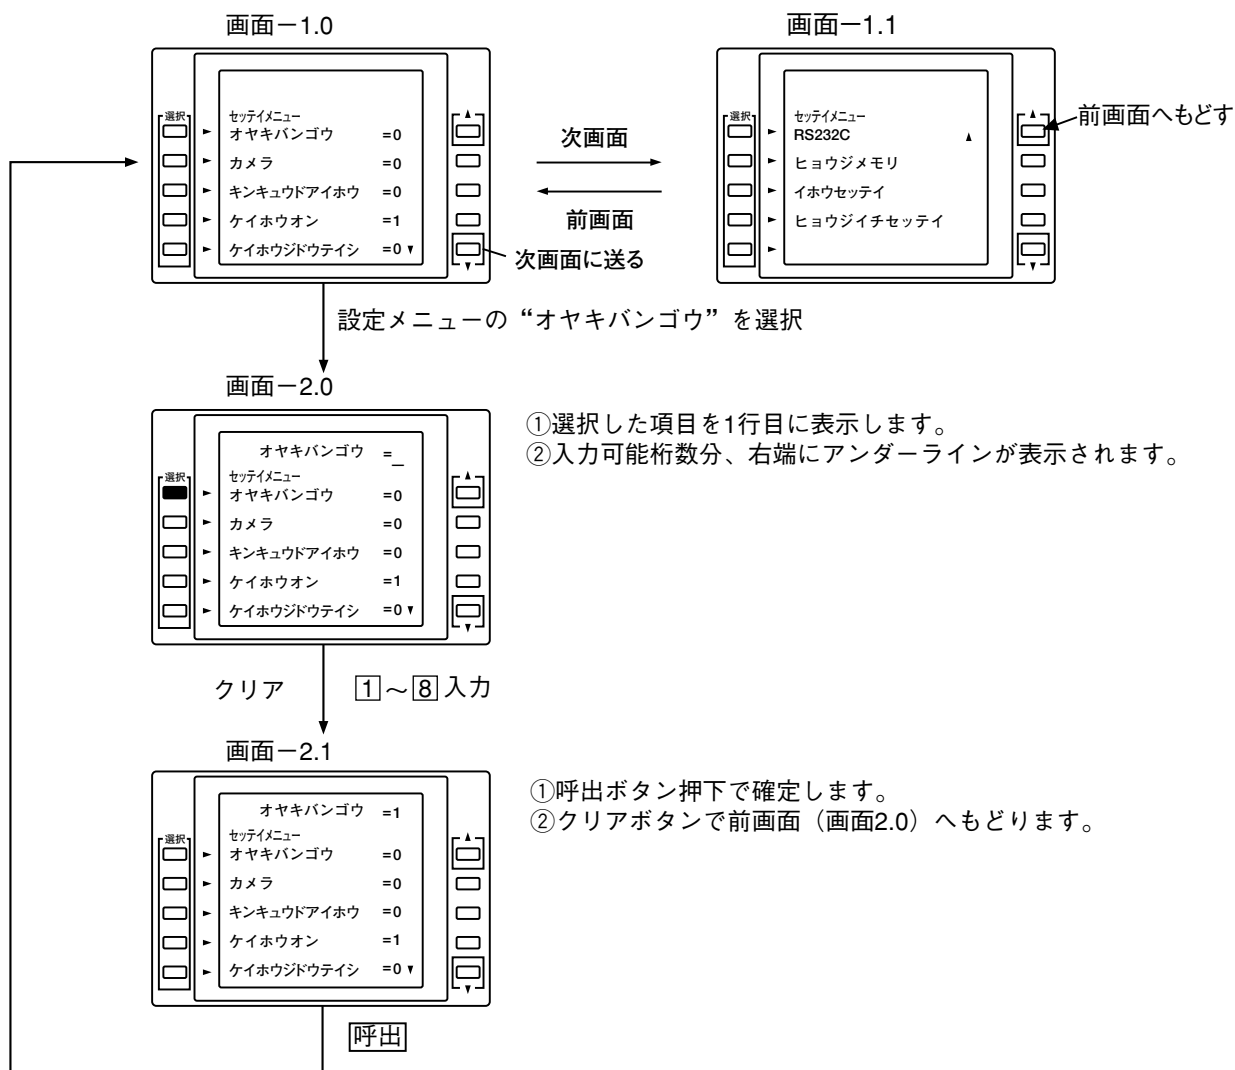 画面－1.0
選択
セッテイメニュー
オヤキバンゴウ =0
カメラ =0
キンキュウドアイホウ =0
ケイホウオン =1
ケイホウジドウテイシ =0▼
▲
▼
次画面に送る
次画面
前画面
画面－1.1
選択
セッテイメニュー
RS232C ▲
ヒョウジメモリ
イホウセッテイ
ヒョウジイチセッテイ
▲
▼
前画面へもどす
設定メニューの“オヤキバンゴウ”を選択
画面－2.0
オヤキバンゴウ =_
選択
セッテイメニュー
オヤキバンゴウ =0
カメラ =0
キンキュウドアイホウ =0
ケイホウオン =1
ケイホウジドウテイシ =0▼
▲
▼
①選択した項目を1行目に表示します。
②入力可能桁数分、右端にアンダーラインが表示されます。
クリア
1～8入力
画面－2.1
オヤキバンゴウ =1
選択
セッテイメニュー
オヤキバンゴウ =0
カメラ =0
キンキュウドアイホウ =0
ケイホウオン =1
ケイホウジドウテイシ =0▼
▲
▼
①呼出ボタン押下で確定します。
②クリアボタンで前画面（画面2.0）へもどります。
呼出